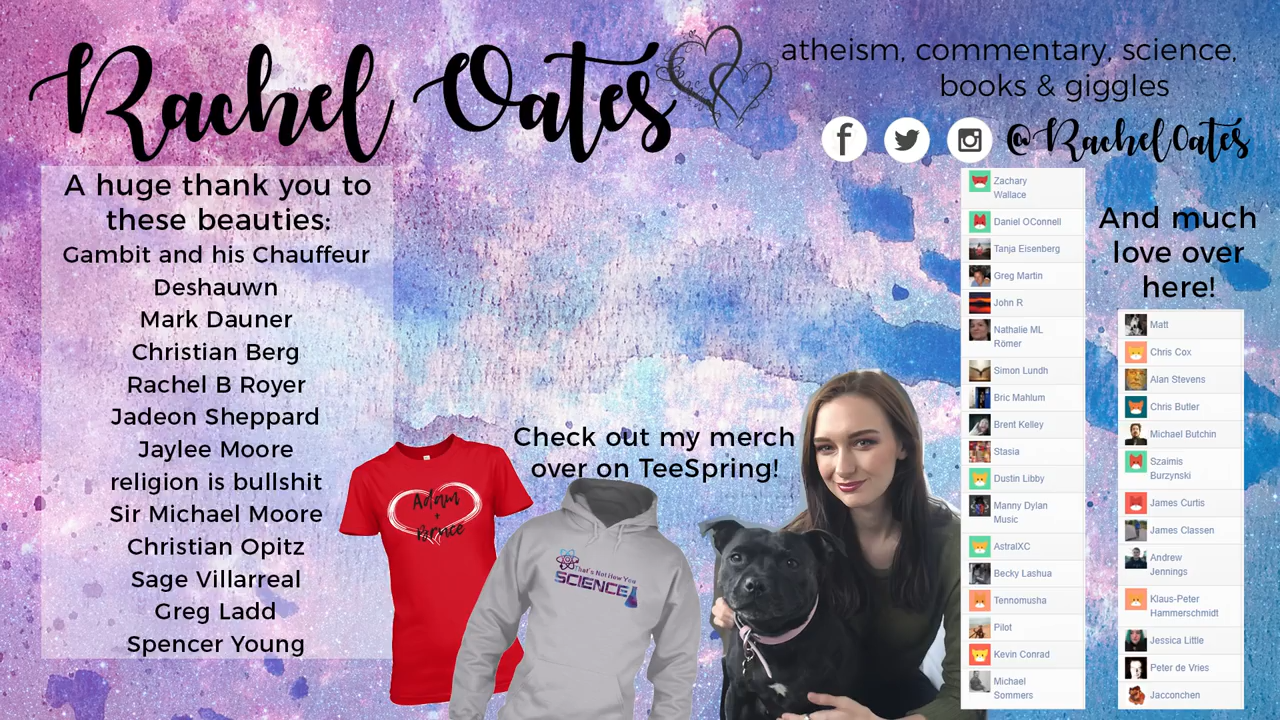 Rachel Oates
atheism, commentary, science,
books & giggles
@RachelOates
A huge thank you to
these beauties:
Gambit and his Chauffeur
Deshauwn
Mark Dauner
Christian Berg
Rachel B Royer
Jadeon Sheppard
Jaylee Moore
religion is bullshit
Sir Michael Moore
Christian Opitz
Sage Villarreal
Greg Ladd
Spencer Young
Check out my merch
over on TeeSpring!
Adam
+
That's Not How You
SCIENCE
Zachary
Wallace
Daniel OConnell
Tanja Eisenberg
Greg Martin
John R
Nathalie ML
Römer
Simon Lundh
Bric Mahlum
Brent Kelley
Stasia
Dustin Libby
Manny Dylan
Music
AstralXC
Becky Lashua
Tennomusha
Pilot
Kevin Conrad
Michael
Sommers
And much
love over
here!
Matt
Chris Cox
Alan Stevens
Chris Butler
Michael Butchin
Szaimis
Burzynski
James Curtis
James Classen
Andrew
Jennings
Klaus-Peter
Hammerschmidt
Jessica Little
Peter de Vries
Jacconchen